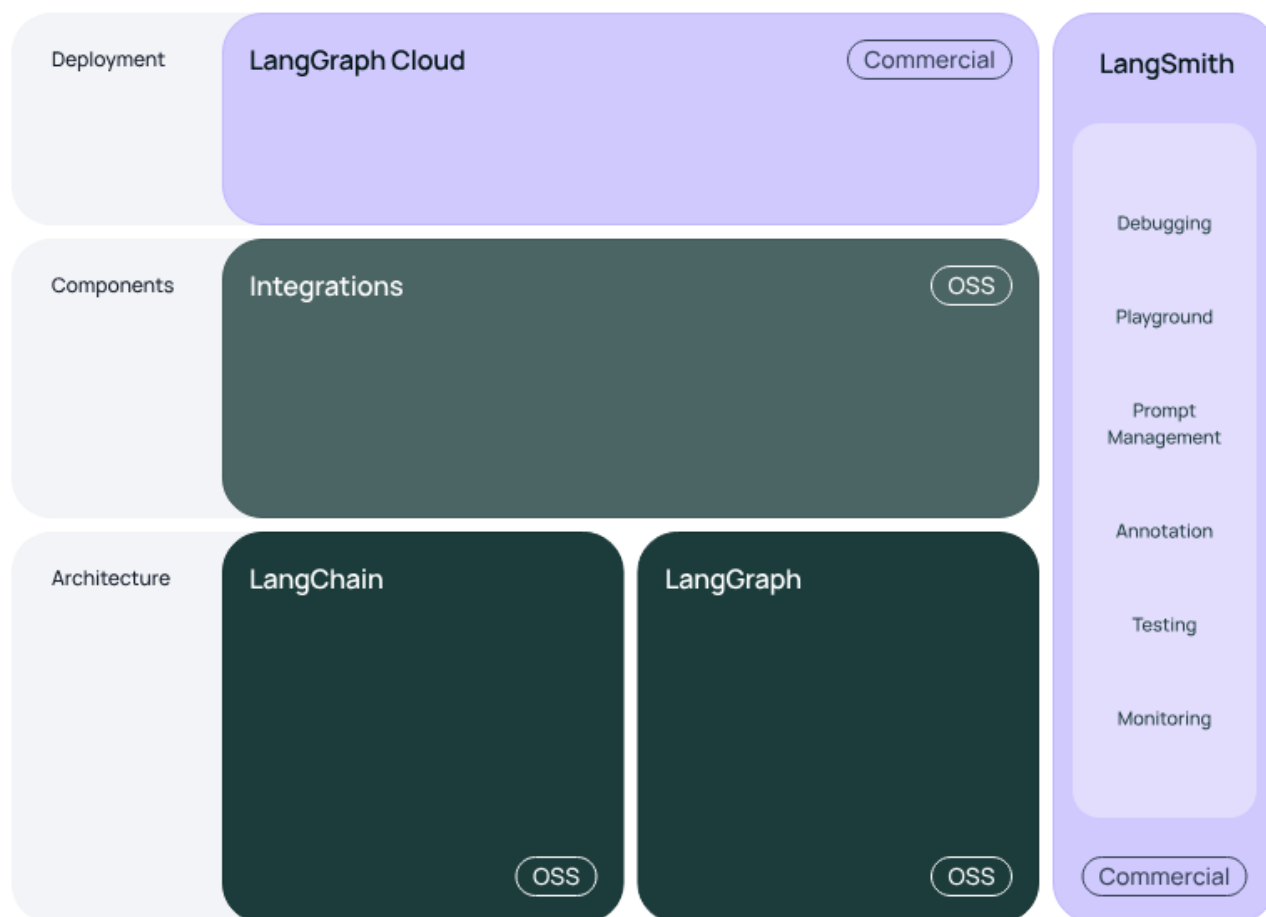 Deployment
LangGraph Cloud
Commercial
Components
Integrations
OSS
Architecture
LangChain
OSS
LangGraph
OSS
LangSmith
Debugging
Playground
Prompt
Management
Annotation
Testing
Monitoring
Commercial